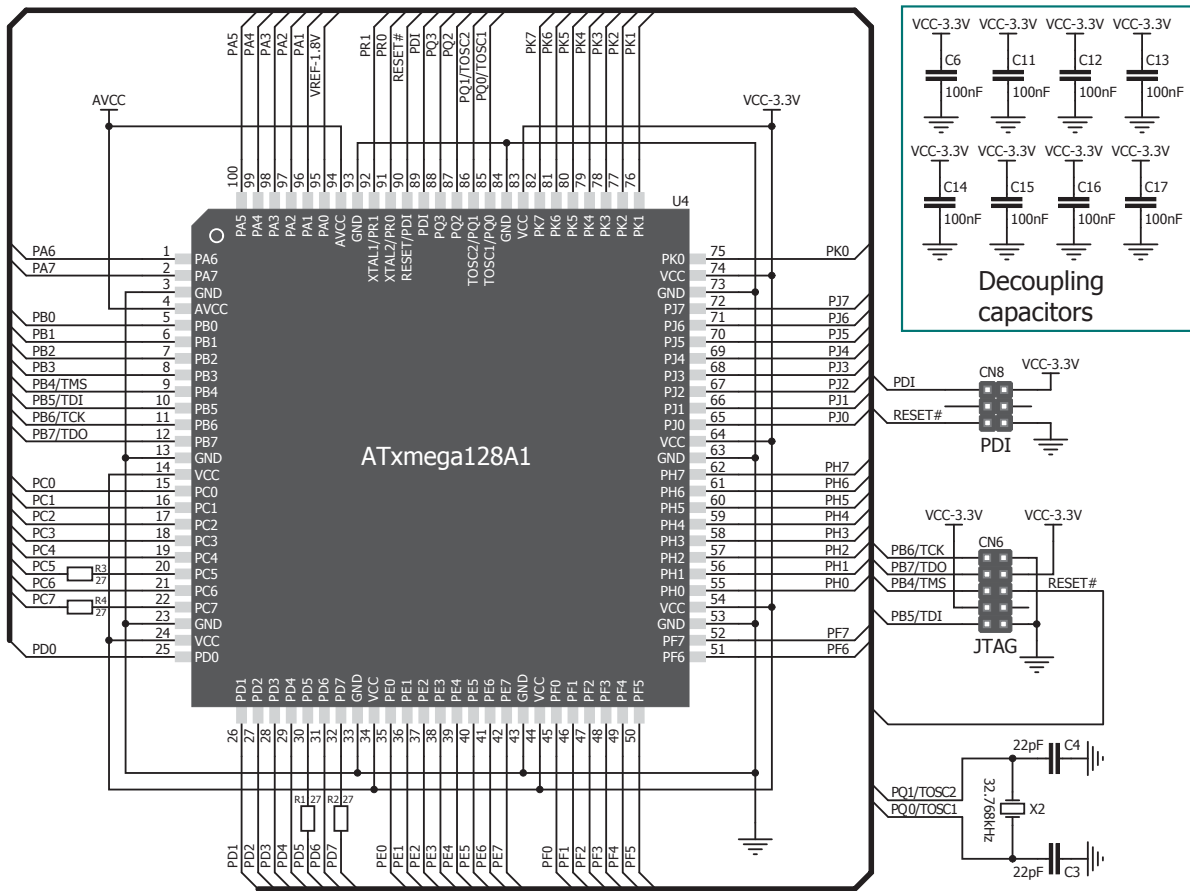 PA5 PA4 PA3 PA2 PA1 VREF-1.8V PR1 PR0 RESET# PDI PQ3 PQ2 PQ1/TOSC2 PQ0/TOSC1 PK7 PK6 PK5 PK4 PK3 PK2 PK1
AVCC
VCC-3.3V
100 99 98 97 96 95 94 93 92 91 90 89 88 87 86 85 84 83 82 81 80 79 78 77 76
U4
PA5 PA4 PA3 PA2 PA1 PA0 AVCC GND XTAL1/PR1 XTAL2/PR0 RESET/PDI PDI PQ3 PQ2 TOSC2/PQ1 TOSC1/PQ0 GND VCC PK7 PK6 PK5 PK4 PK3 PK2 PK1
PA6 1 PA6
PA7 2 PA7
3 GND
4 AVCC
PB0 5 PB0
PB1 6 PB1
PB2 7 PB2
PB3 8 PB3
PB4/TMS 9 PB4
PB5/TDI 10 PB5
PB6/TCK 11 PB6
PB7/TDO 12 PB7
13 GND
14 VCC
PC0 15 PC0
PC1 16 PC1
PC2 17 PC2
PC3 18 PC3
PC4 19 PC4
PC5 R3 27 20 PC5
PC6 21 PC6
PC7 R4 27 22 PC7
23 GND
24 VCC
PD0 25 PD0
ATxmega128A1
PK0 75 PK0
VCC 74
GND 73
PJ7 72 PJ7
PJ6 71 PJ6
PJ5 70 PJ5
PJ4 69 PJ4
PJ3 68 PJ3
PJ2 67 PJ2
PJ1 66 PJ1
PJ0 65 PJ0
VCC 64
GND 63
PH7 62 PH7
PH6 61 PH6
PH5 60 PH5
PH4 59 PH4
PH3 58 PH3
PH2 57 PH2
PH1 56 PH1
PH0 55 PH0
VCC 54
GND 53
PF7 52 PF7
PF6 51 PF6
PD1 PD2 PD3 PD4 PD5 PD6 PD7 GND VCC PE0 PE1 PE2 PE3 PE4 PE5 PE6 PE7 GND VCC PF0 PF1 PF2 PF3 PF4 PF5
26 27 28 29 30 31 32 33 34 35 36 37 38 39 40 41 42 43 44 45 46 47 48 49 50
R1 27 R2 27
PD1 PD2 PD3 PD4 PD5 PD6 PD7 PE0 PE1 PE2 PE3 PE4 PE5 PE6 PE7 PF0 PF1 PF2 PF3 PF4 PF5
VCC-3.3V VCC-3.3V VCC-3.3V VCC-3.3V
C6 C11 C12 C13
100nF 100nF 100nF 100nF
VCC-3.3V VCC-3.3V VCC-3.3V VCC-3.3V
C14 C15 C16 C17
100nF 100nF 100nF 100nF
Decoupling
capacitors
VCC-3.3V
CN8
PDI
RESET#
PDI
VCC-3.3V VCC-3.3V
CN6
PB6/TCK
PB7/TDO
PB4/TMS RESET#
PB5/TDI
JTAG
22pF C4
PQ1/TOSC2
PQ0/TOSC1
32.768kHz
X2
22pF C3